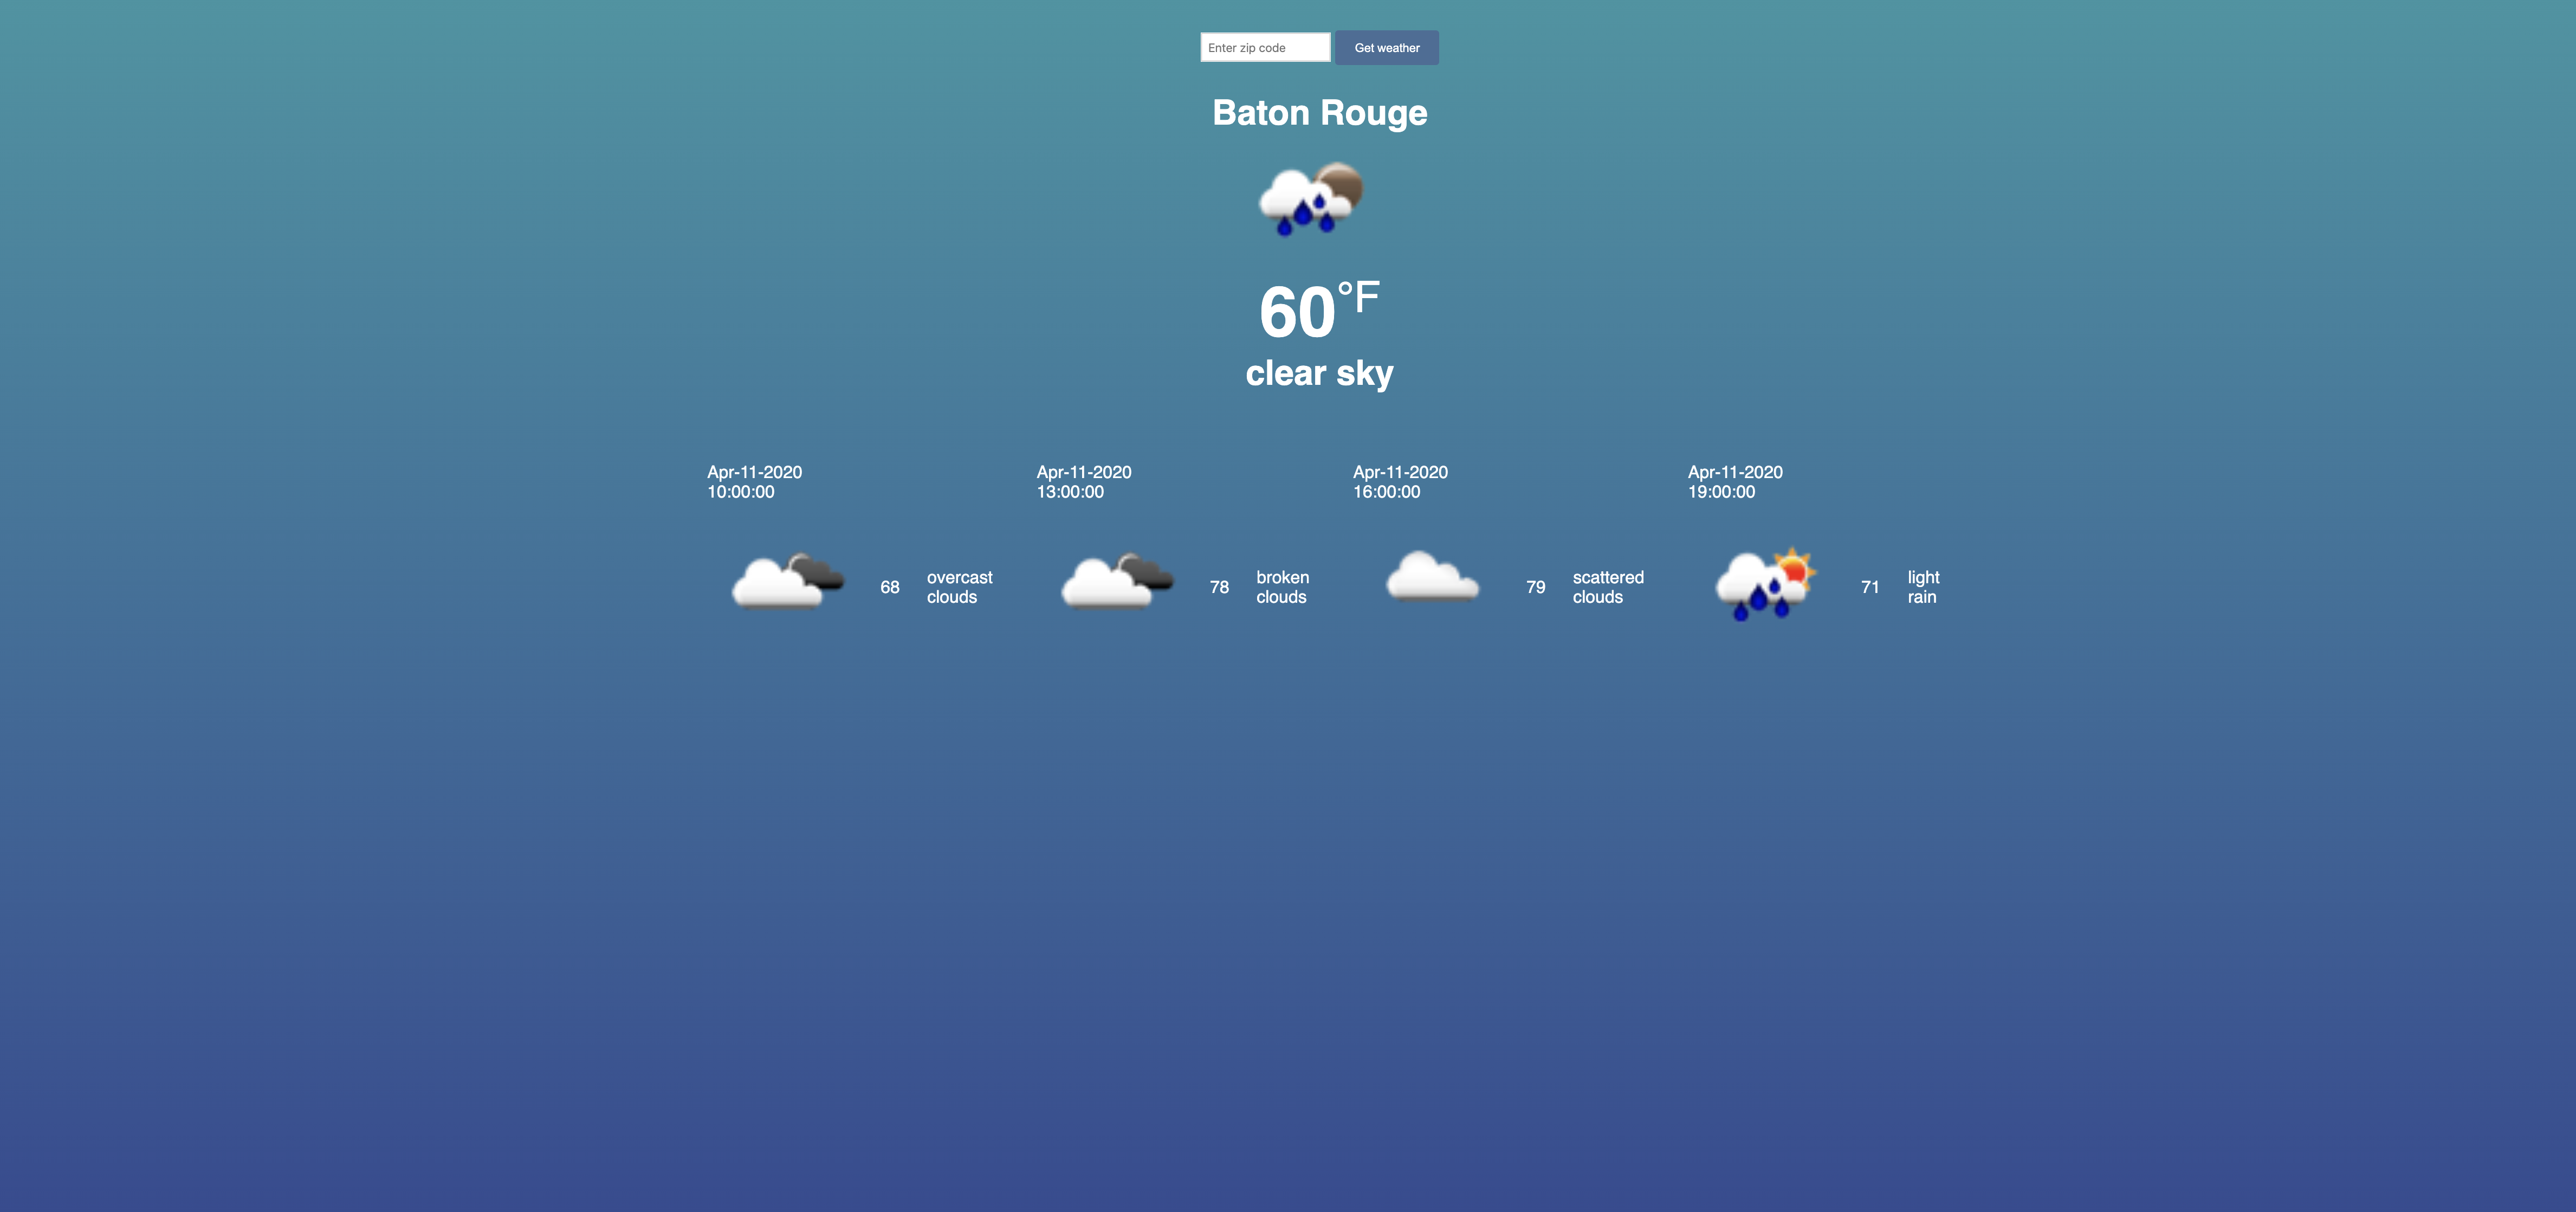 Enter zip code Get weather
Baton Rouge
60°F
clear sky
Apr-11-2020
10:00:00
68 overcast
clouds
Apr-11-2020
13:00:00
78 broken
clouds
Apr-11-2020
16:00:00
79 scattered
clouds
Apr-11-2020
19:00:00
71 light
rain